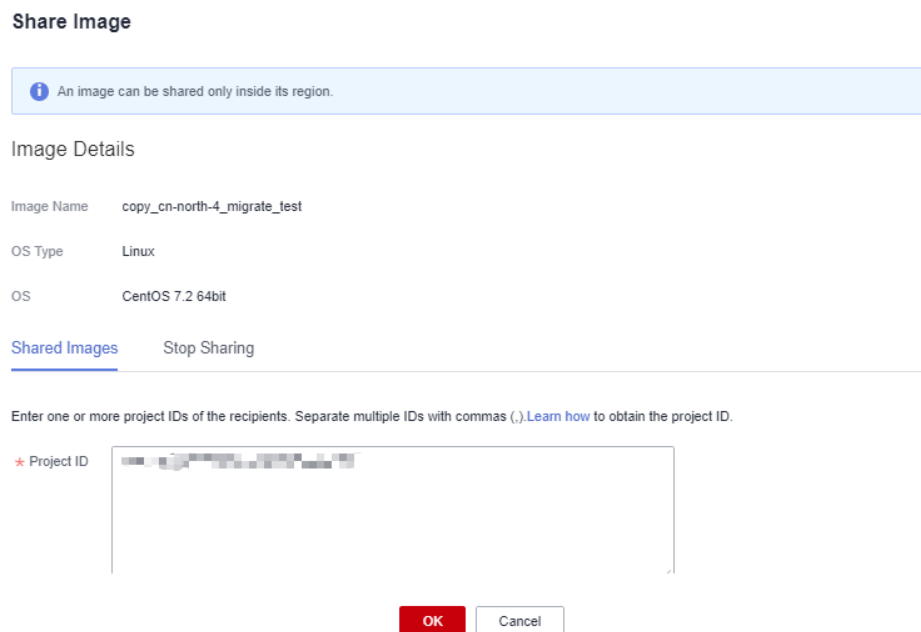 Share Image
An image can be shared only inside its region.
Image Details
Image Name copy_cn-north-4_migrate_test
OS Type Linux
OS CentOS 7.2 64bit
Shared Images Stop Sharing
Enter one or more project IDs of the recipients. Separate multiple IDs with commas (,).Learn how to obtain the project ID.
* Project ID
OK Cancel